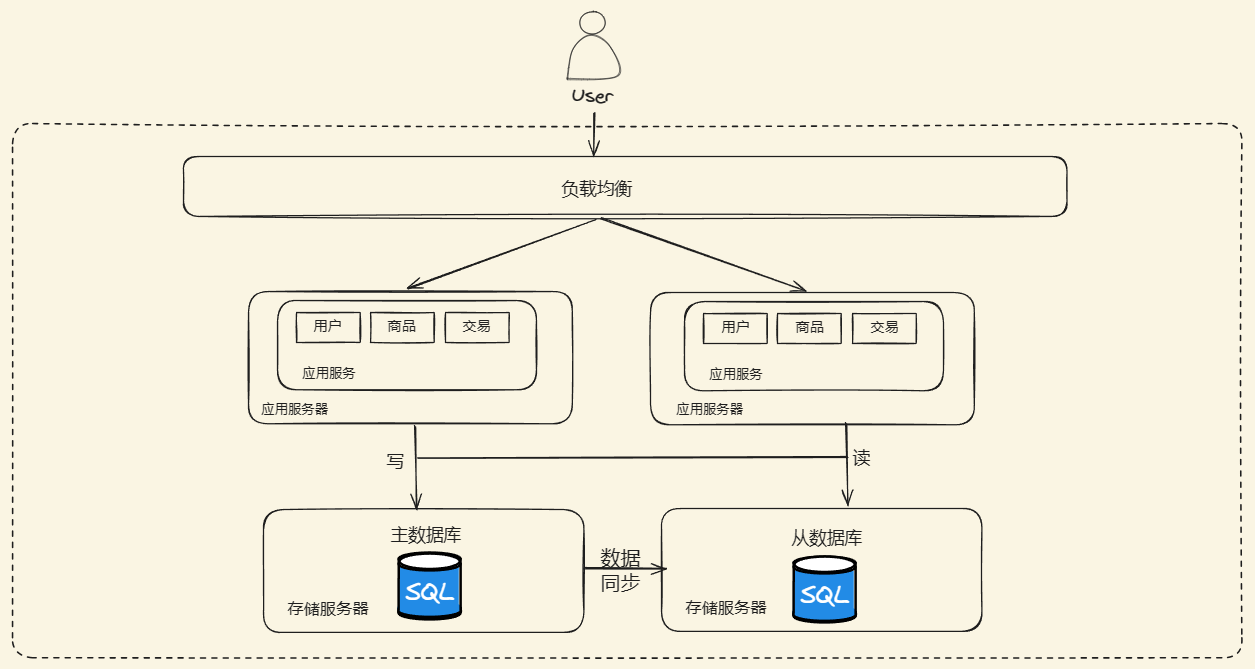 User
负载均衡
用户 商品 交易
应用服务
应用服务器
用户 商品 交易
应用服务
应用服务器
写
读
主数据库
SQL
存储服务器
数据
同步
从数据库
SQL
存储服务器